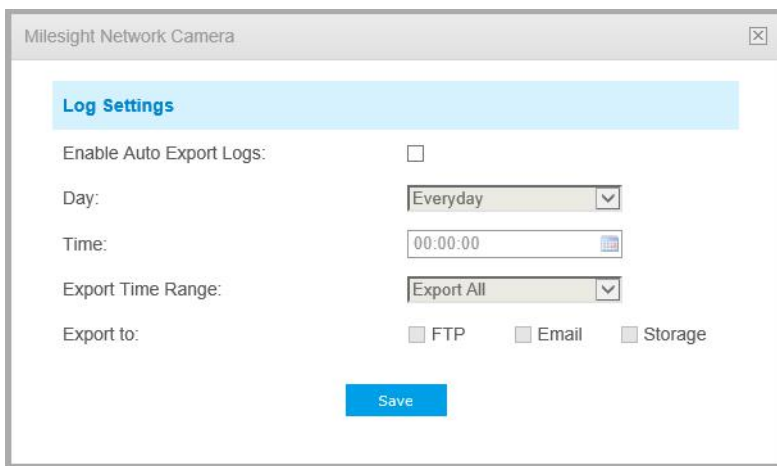 Milesight Network Camera
Log Settings
Enable Auto Export Logs:
Day: Everyday
Time: 00:00:00
Export Time Range: Export All
Export to: FTP Email Storage
Save